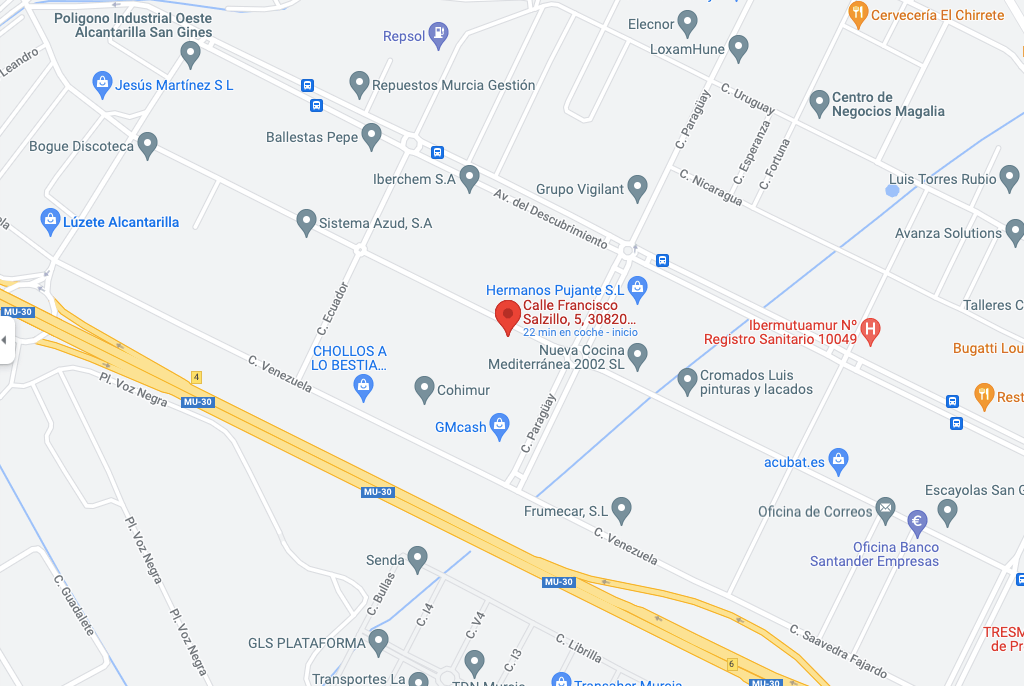 Poligono Industrial Oeste
Alcantarilla San Gines
Repsol
Elecnor
LoxamHune
Cervecería El Chirrete
Leandro
Jesús Martínez S L
Repuestos Murcia Gestión
C. Uruguay
Centro de
Negocios Magalia
C. Paragüay
C. Esperanza
C. Fortuna
Ballestas Pepe
Bogue Discoteca
Iberchem S.A
Grupo Vigilant
C. Nicaragua
Luis Torres Rubio
Av. del Descubrimiento
Lúzete Alcantarilla
Sistema Azud, S.A
Avanza Solutions
C. Ecuador
Hermanos Pujante S.L
Calle Francisco
Salzillo, 5, 30820...
22 min en coche - inicio
Talleres C
MU-30
Ibermutuamur Nº
Registro Sanitario 10049
Nueva Cocina
Mediterránea 2002 SL
Bugatti Lou
CHOLLOS A
LO BESTIA...
C. Venezuela
4
Pl. Voz Negra
MU-30
Cohimur
Cromados Luis
pinturas y lacados
Rest
GMcash
C. Paragüay
acubat.es
MU-30
Escayolas San G
Frumecar, S.L
Oficina de Correos
C. Venezuela
Oficina Banco
Santander Empresas
Pl. Voz Negra
Senda
C. Bullas
MU-30
C. Guadalete
C. I4
C. V4
C. I3
C. Librilla
C. Saavedra Fajardo
Pl. Voz Negra
GLS PLATAFORMA
TRESM
de Pr
6
Transportes La
TDN Murcia
Transaher Murcia
MU-30